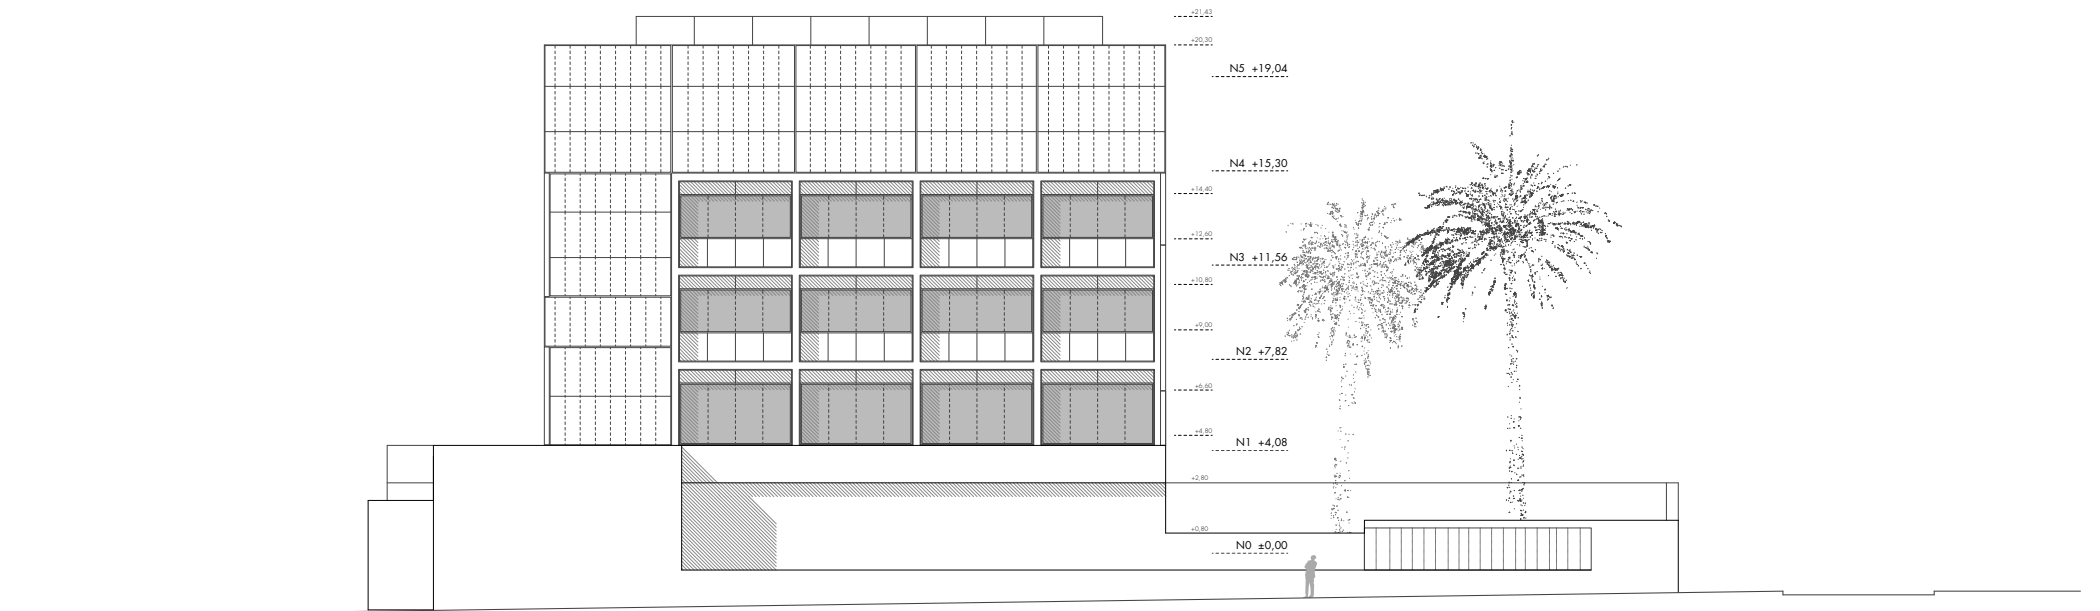 +21,43
+20,30
N5 +19,04
N4 +15,30
+14,40
+12,60
N3 +11,56
+10,80
+9,00
N2 +7,82
+6,60
+4,80
N1 +4,08
+2,80
+0,80
N0 ±0,00